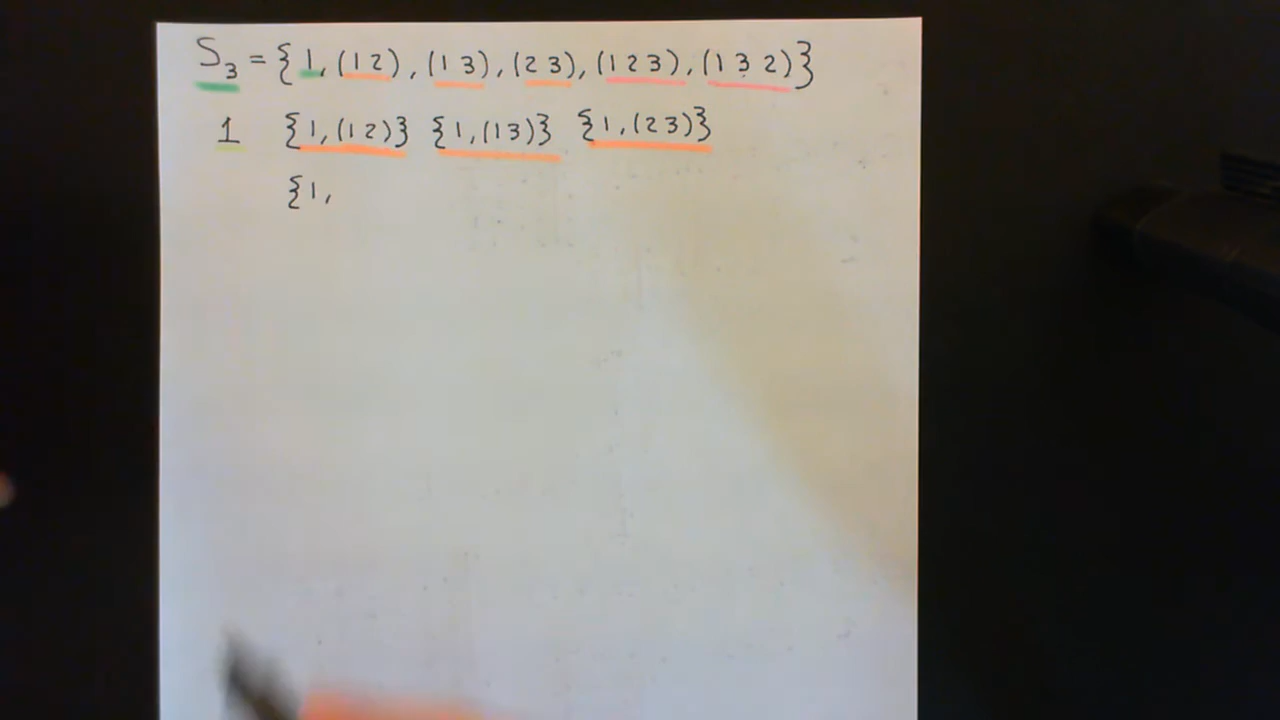 S₃ = {1, (1 2), (1 3), (2 3), (1 2 3), (1 3 2)}
1 {1, (1 2)} {1, (1 3)} {1, (2 3)}
{1,